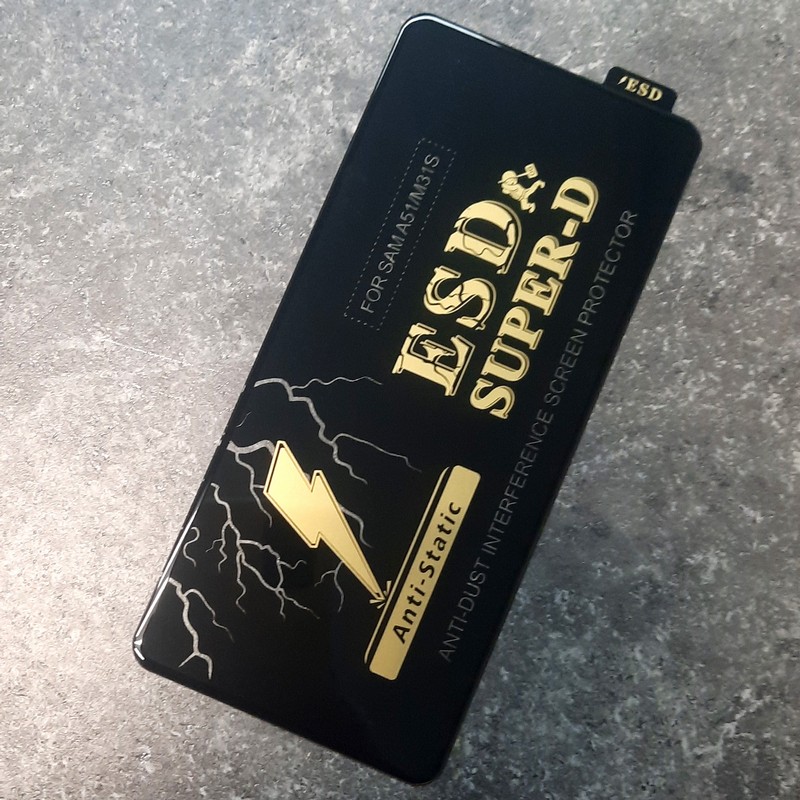 ESD
FOR SAM A51/M31S
ESD
SUPER-D
ANTI-DUST INTERFERENCE SCREEN PROTECTOR
Anti-Static